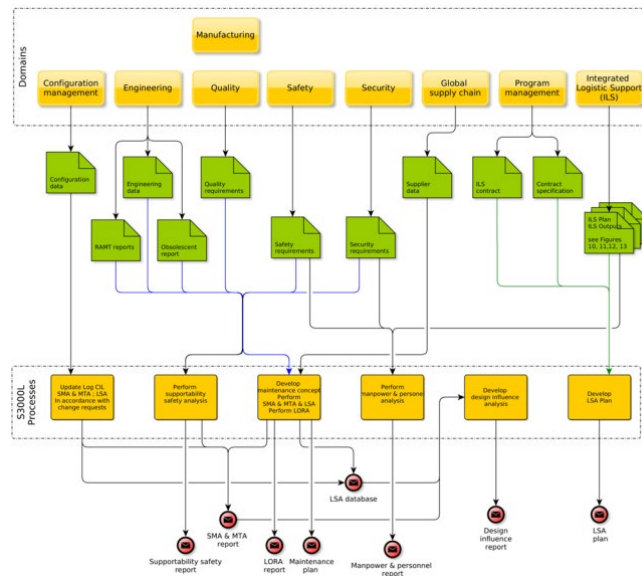 Domains
Manufacturing
Configuration
management
Engineering
Quality
Safety
Security
Global
supply chain
Program
management
Integrated
Logistic Support
(ILS)
Configuration
data
Engineering
data
Quality
requirements
Supplier
data
ILS
contract
Contract
specification
RAMT reports
Obsolescent
report
Safety
requirements
Security
requirements
ILS Plan
ILS Outputs
see Figures
10, 11,12, 13
S3000L
Processes
Update Log CIL
SMA & MTA ; LSA
In accordance with
change requests
Perform
supportability
safety analysis
Develop
maintenance concept
Perform
SMA & MTA & LSA
Perform LORA
Perform
manpower & persone
analysis
Develop
design influence
analysis
Develop
LSA Plan
LSA database
SMA & MTA
report
Supportability safety
report
LORA
report
Maintenance
plan
Manpower & personnel
report
Design
influence
report
LSA
plan